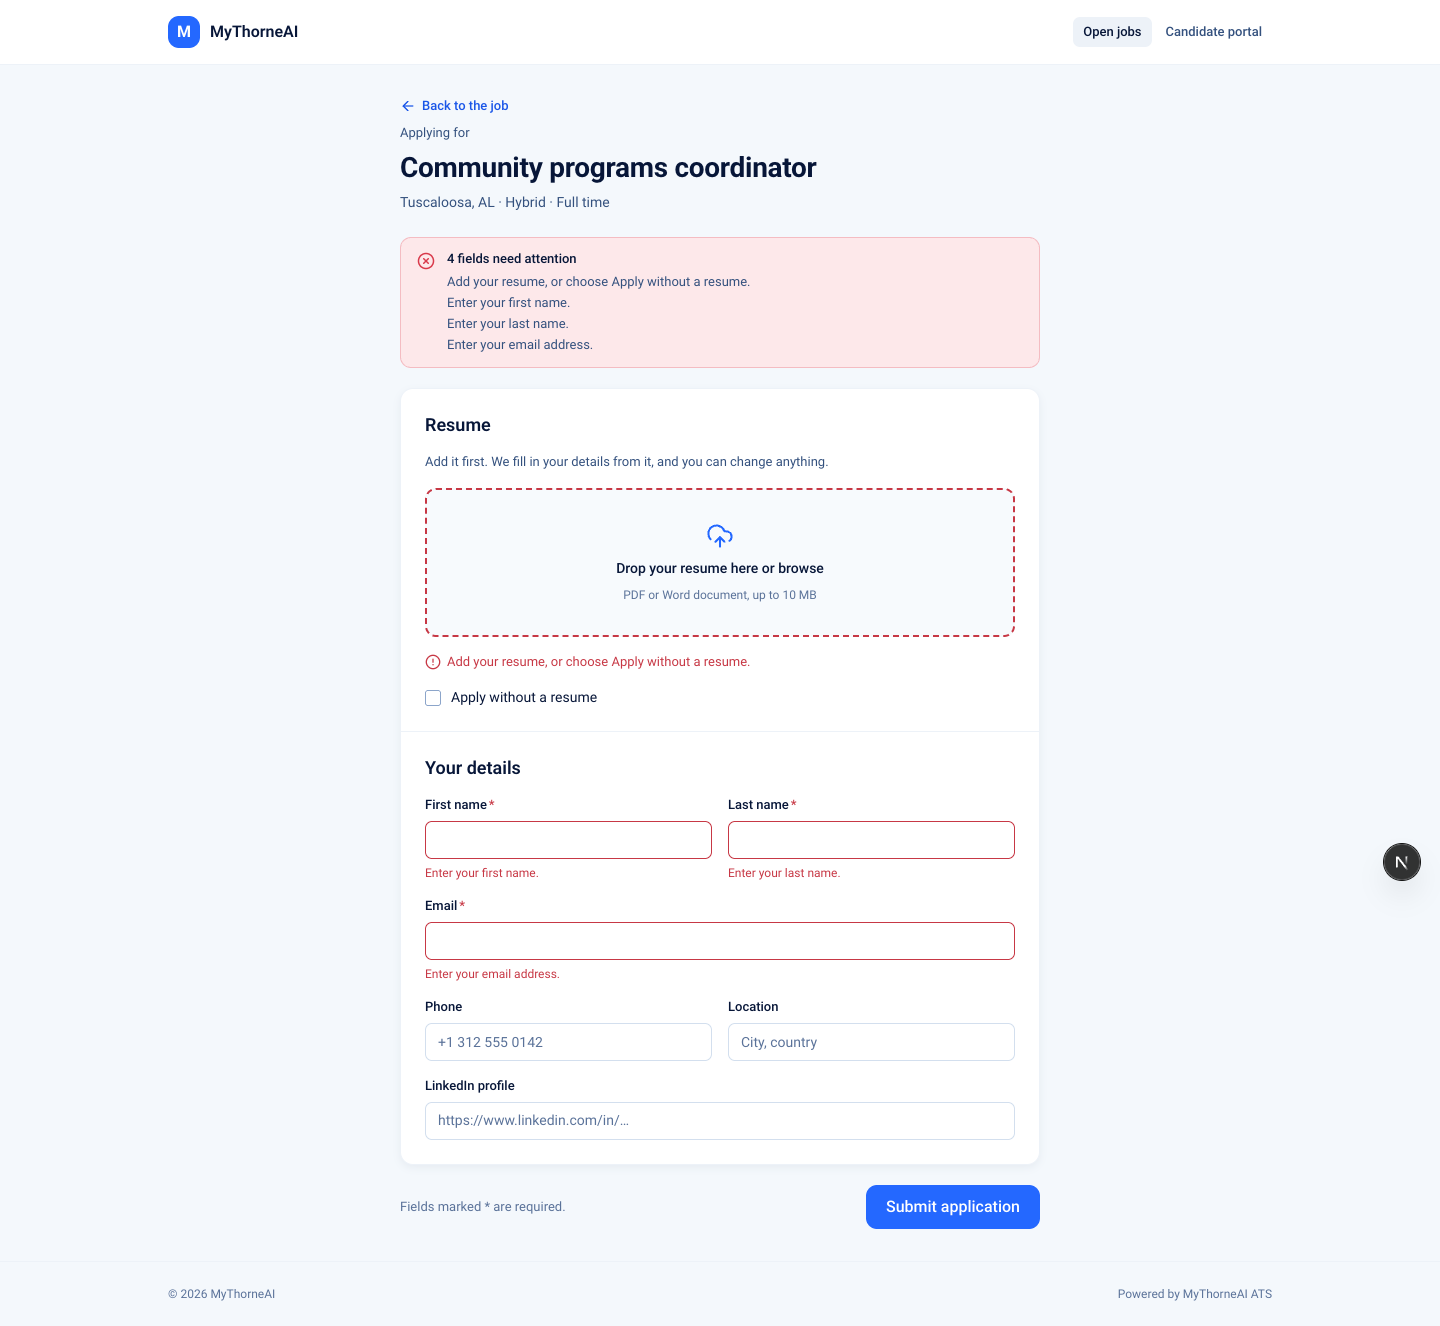 M MyThorneAI
Open jobs Candidate portal
Back to the job
Applying for
Community programs coordinator
Tuscaloosa, AL · Hybrid · Full time
4 fields need attention
Add your resume, or choose Apply without a resume.
Enter your first name.
Enter your last name.
Enter your email address.
Resume
Add it first. We fill in your details from it, and you can change anything.
Drop your resume here or browse
PDF or Word document, up to 10 MB
Add your resume, or choose Apply without a resume.
Apply without a resume
Your details
First name * Last name *
Enter your first name. Enter your last name.
Email *
Enter your email address.
Phone Location
+1 312 555 0142 City, country
LinkedIn profile
https://www.linkedin.com/in/…
Fields marked * are required. Submit application
© 2026 MyThorneAI Powered by MyThorneAI ATS
N